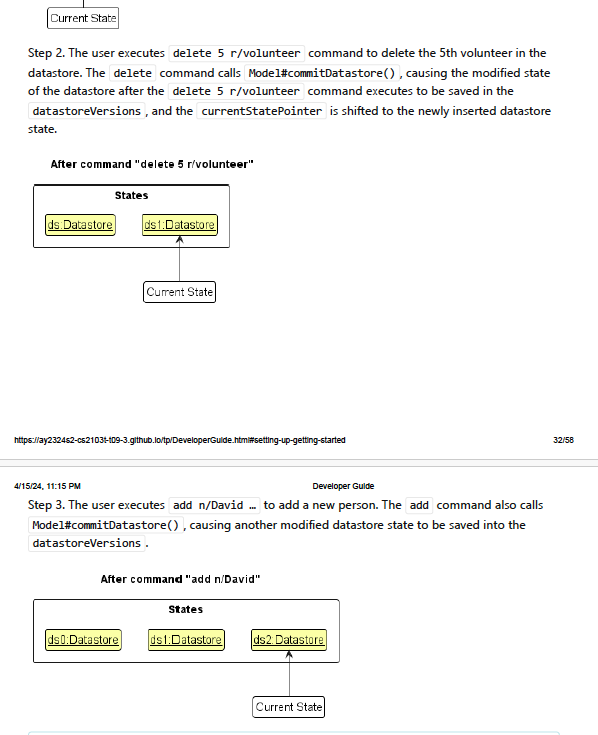 Current State
Step 2. The user executes delete 5 r/volunteer command to delete the 5th volunteer in the
datastore. The delete command calls Model#commitDatastore() , causing the modified state
of the datastore after the delete 5 r/volunteer command executes to be saved in the
datastoreVersions , and the currentStatePointer is shifted to the newly inserted datastore
state.
After command "delete 5 r/volunteer"
States
ds:Datastore ds1:Datastore
Current State
https://ay2324s2-cs2103t-t09-3.github.io/tp/DeveloperGuide.html#setting-up-getting-started 32/58
4/15/24, 11:15 PM Developer Guide
Step 3. The user executes add n/David … to add a new person. The add command also calls
Model#commitDatastore() , causing another modified datastore state to be saved into the
datastoreVersions .
After command "add n/David"
States
ds0:Datastore ds1:Datastore ds2:Datastore
Current State